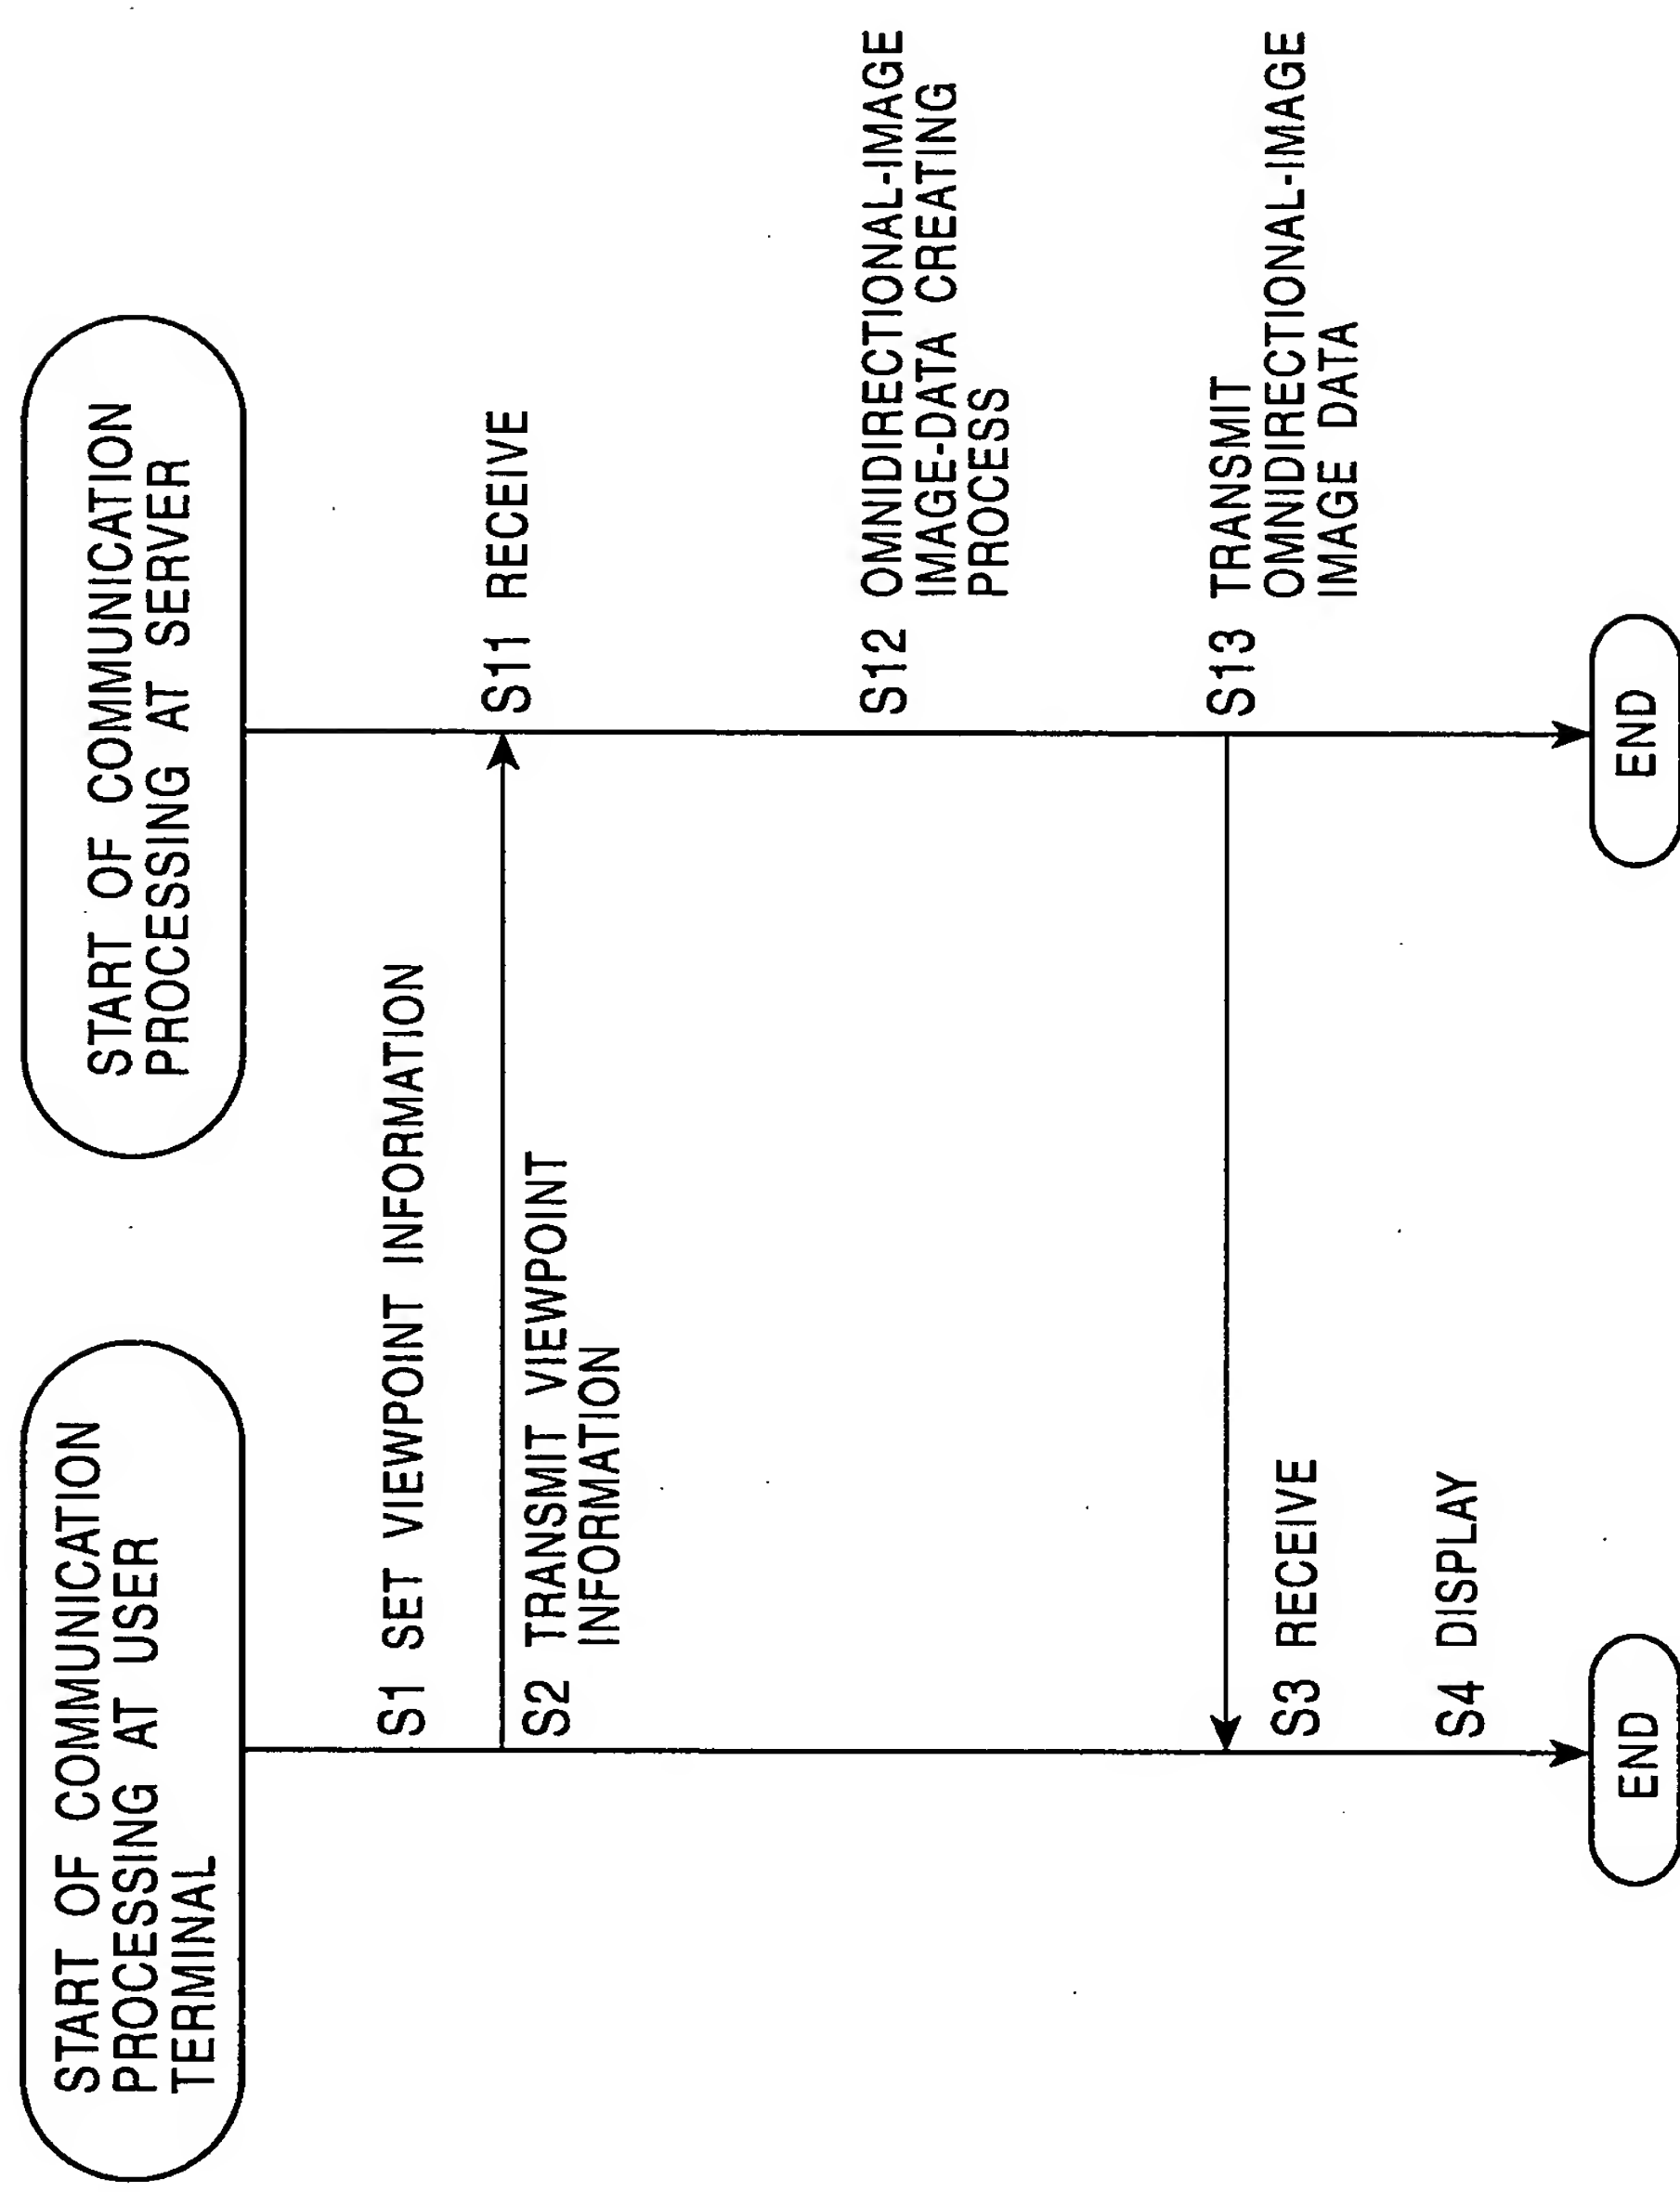 START OF COMMUNICATION
PROCESSING AT USER
TERMINAL
START OF COMMUNICATION
PROCESSING AT SERVER
S1 SET VIEWPOINT INFORMATION
S11 RECEIVE
S2 TRANSMIT VIEWPOINT
INFORMATION
S12 OMNIDIRECTIONAL-IMAGE
IMAGE-DATA CREATING
PROCESS
S13 TRANSMIT
OMNIDIRECTIONAL-IMAGE
IMAGE DATA
S3 RECEIVE
S4 DISPLAY
END
END